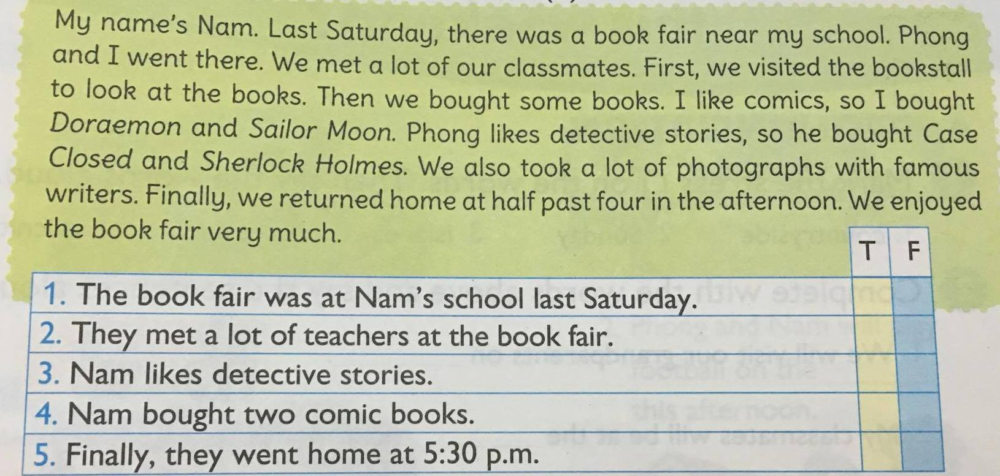 My name's Nam. Last Saturday, there was a book fair near my school. Phong
and I went there. We met a lot of our classmates. First, we visited the bookstall
to look at the books. Then we bought some books. I like comics, so I bought
Doraemon and Sailor Moon. Phong likes detective stories, so he bought Case
Closed and Sherlock Holmes. We also took a lot of photographs with famous
writers. Finally, we returned home at half past four in the afternoon. We enjoyed
the book fair very much.
T F
1. The book fair was at Nam's school last Saturday.
2. They met a lot of teachers at the book fair.
3. Nam likes detective stories.
4. Nam bought two comic books.
5. Finally, they went home at 5:30 p.m.